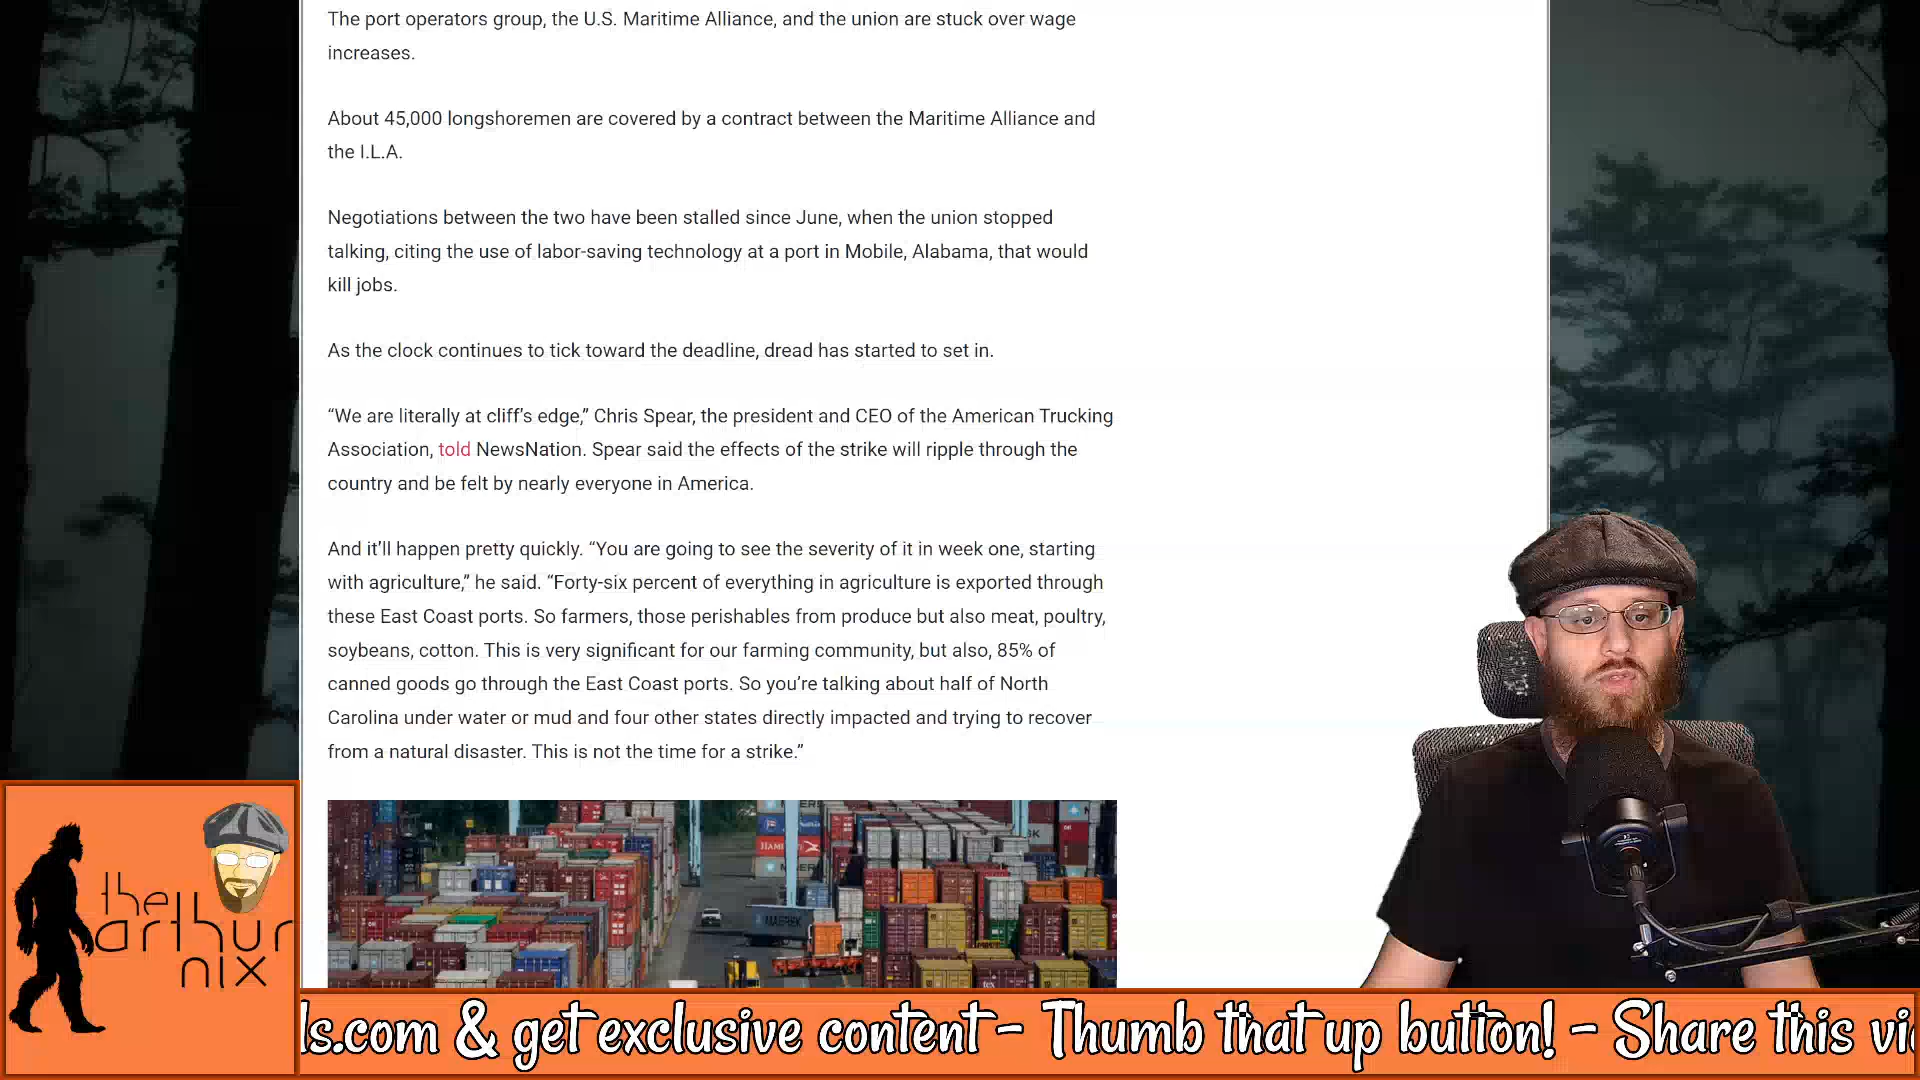 The port operators group, the U.S. Maritime Alliance, and the union are stuck over wage
increases.
About 45,000 longshoremen are covered by a contract between the Maritime Alliance and
the I.L.A.
Negotiations between the two have been stalled since June, when the union stopped
talking, citing the use of labor-saving technology at a port in Mobile, Alabama, that would
kill jobs.
As the clock continues to tick toward the deadline, dread has started to set in.
“We are literally at cliff’s edge,” Chris Spear, the president and CEO of the American Trucking
Association, told NewsNation. Spear said the effects of the strike will ripple through the
country and be felt by nearly everyone in America.
And it’ll happen pretty quickly. “You are going to see the severity of it in week one, starting
with agriculture,” he said. “Forty-six percent of everything in agriculture is exported through
these East Coast ports. So farmers, those perishables from produce but also meat, poultry,
soybeans, cotton. This is very significant for our farming community, but also, 85% of
canned goods go through the East Coast ports. So you’re talking about half of North
Carolina under water or mud and four other states directly impacted and trying to recover
from a natural disaster. This is not the time for a strike.”
MAERSK
the
arthur
nix
ls.com & get exclusive content - Thumb that up button! - Share this vi